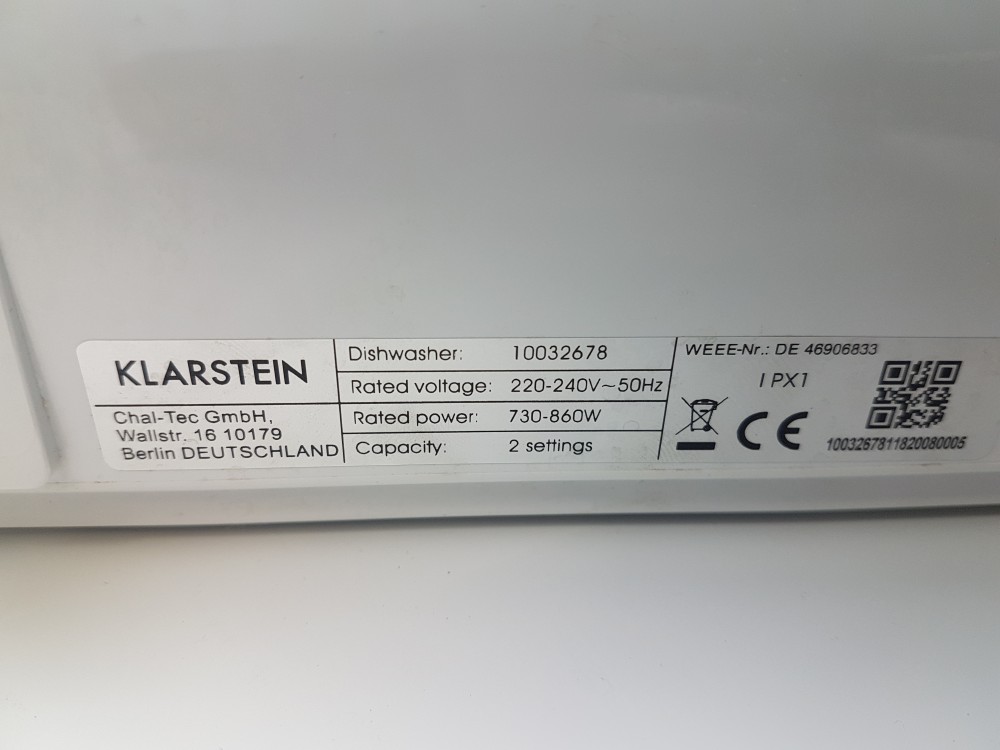 KLARSTEIN
Chal-Tec GmbH,
Wallstr. 16 10179
Berlin DEUTSCHLAND
Dishwasher: 10032678
Rated voltage: 220-240V~50Hz
Rated power: 730-860W
Capacity: 2 settings
WEEE-Nr.: DE 46906833
IPX1
CE
1003267811820080005